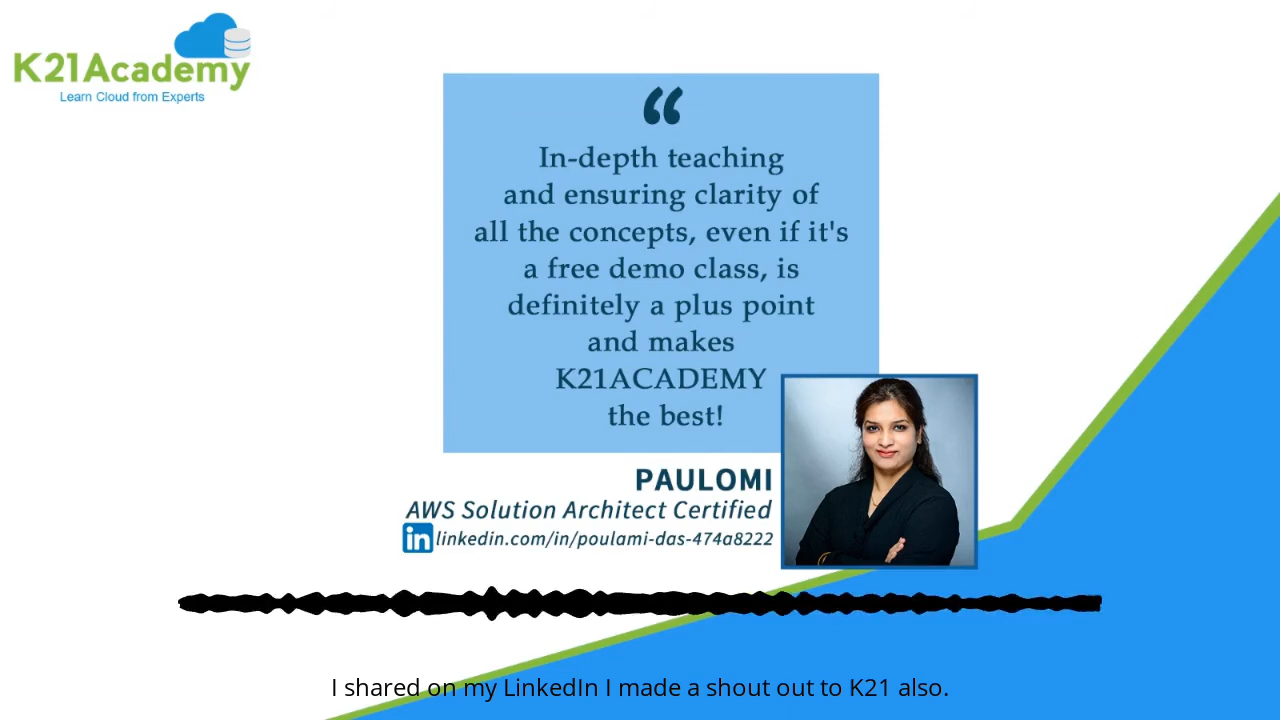 K21Academy
Learn Cloud from Experts
“
In-depth teaching
and ensuring clarity of
all the concepts, even if it's
a free demo class, is
definitely a plus point
and makes
K21ACADEMY
the best!
PAULOMI
AWS Solution Architect Certified
in linkedin.com/in/poulami-das-474a8222
I shared on my LinkedIn I made a shout out to K21 also.